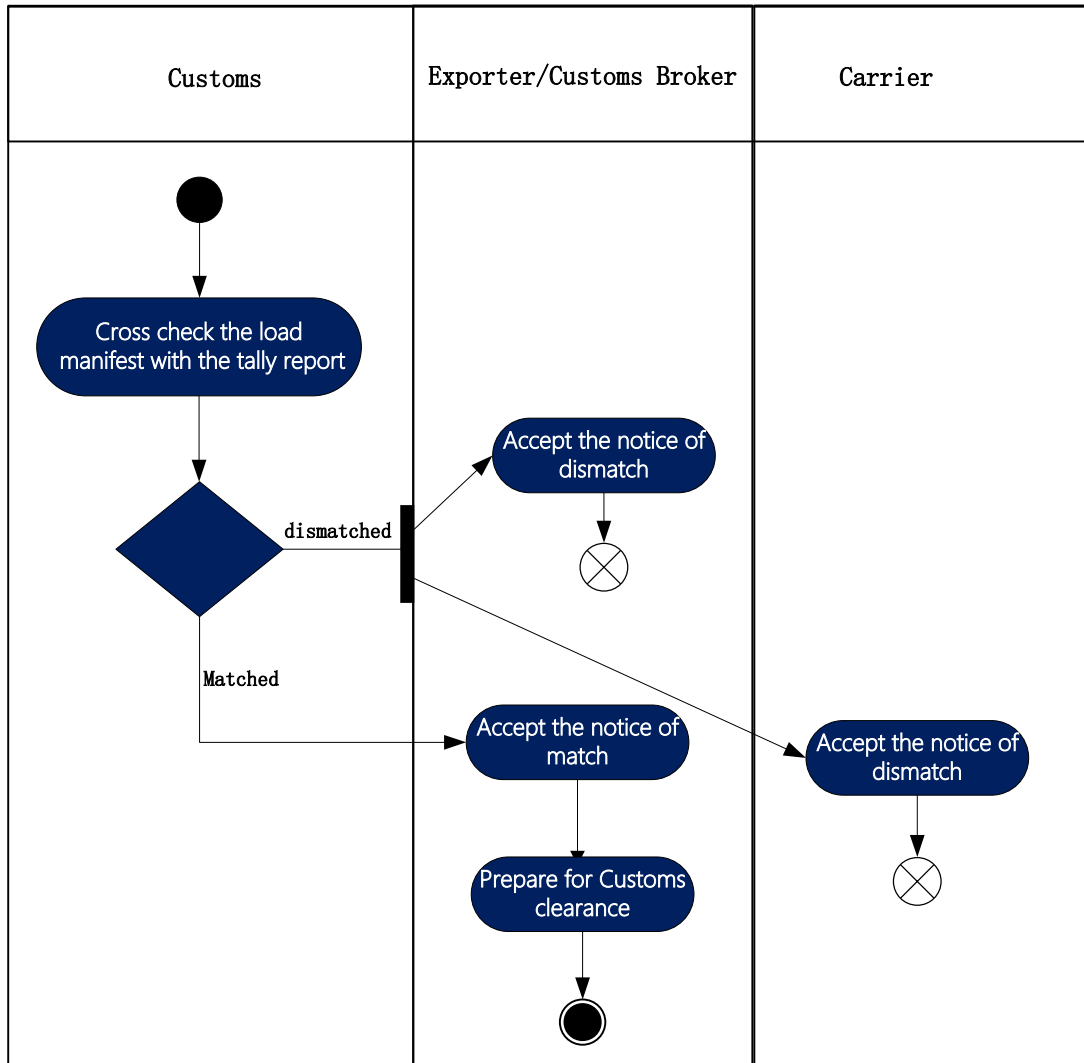 Customs
Exporter/Customs Broker
Carrier
Cross check the load
manifest with the tally report
Accept the notice of
dismatch
dismatched
Matched
Accept the notice of
match
Accept the notice of
dismatch
Prepare for Customs
clearance